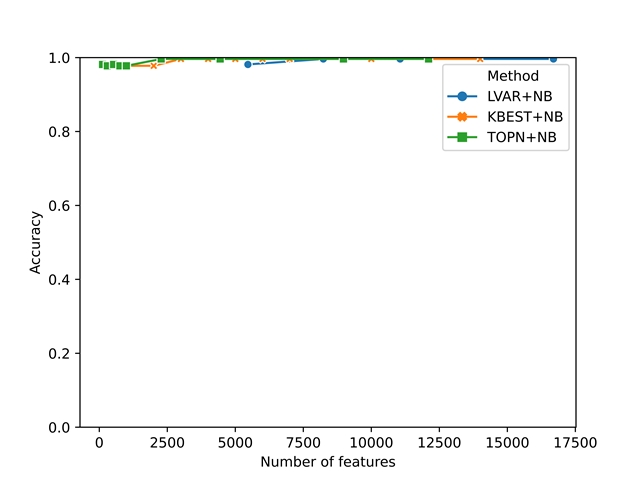 1.0
0.8
0.6
0.4
0.2
0.0
Accuracy
0 2500 5000 7500 10000 12500 15000 17500
Number of features
Method
LVAR+NB
KBEST+NB
TOPN+NB